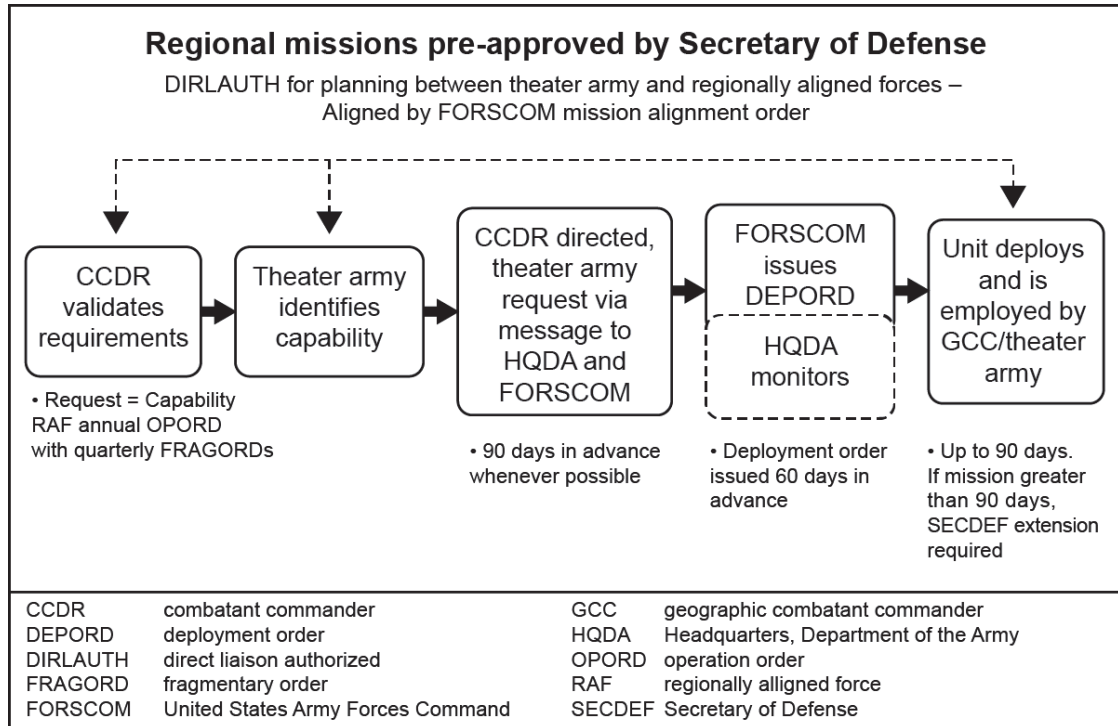 Regional missions pre-approved by Secretary of Defense
DIRLAUTH for planning between theater army and regionally aligned forces –
Aligned by FORSCOM mission alignment order
CCDR
validates
requirements
Theater army
identifies
capability
CCDR directed,
theater army
request via
message to
HQDA and
FORSCOM
FORSCOM
issues
DEPORD
HQDA
monitors
Unit deploys
and is
employed by
GCC/theater
army
• Request = Capability
RAF annual OPORD
with quarterly FRAGORDs
• 90 days in advance
whenever possible
• Deployment order
issued 60 days in
advance
• Up to 90 days.
If mission greater
than 90 days,
SECDEF extension
required
CCDR combatant commander
DEPORD deployment order
DIRLAUTH direct liaison authorized
FRAGORD fragmentary order
FORSCOM United States Army Forces Command
GCC geographic combatant commander
HQDA Headquarters, Department of the Army
OPORD operation order
RAF regionally alligned force
SECDEF Secretary of Defense